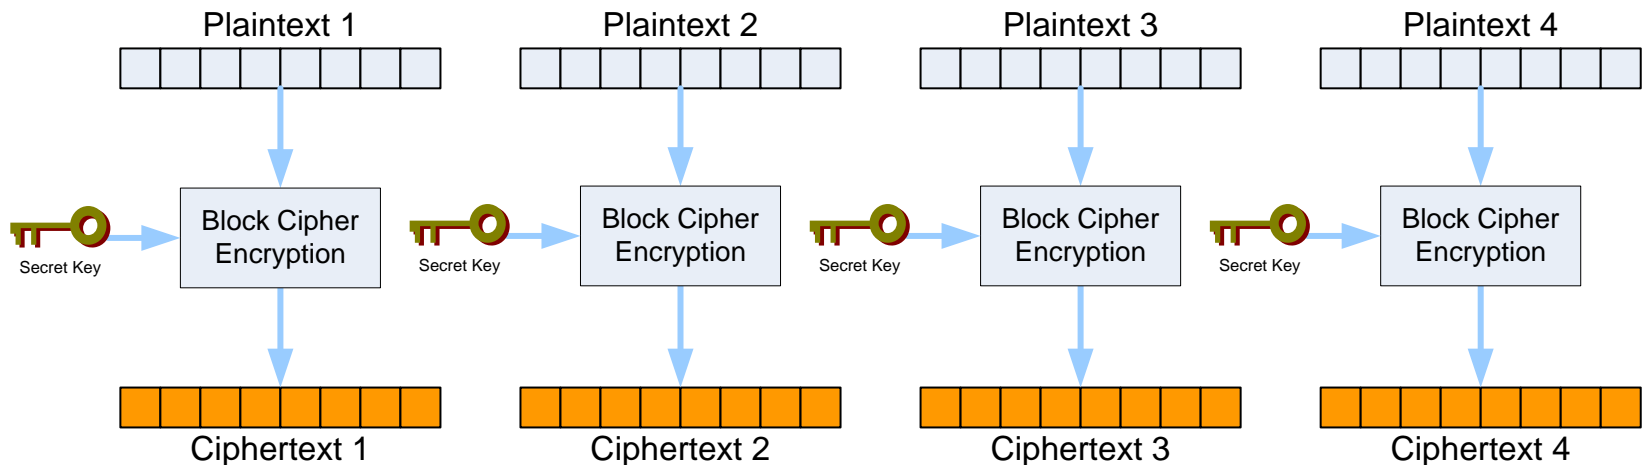 Plaintext 1
Plaintext 2
Plaintext 3
Plaintext 4
Block Cipher
Encryption
Secret Key
Block Cipher
Encryption
Secret Key
Block Cipher
Encryption
Secret Key
Block Cipher
Encryption
Secret Key
Ciphertext 1
Ciphertext 2
Ciphertext 3
Ciphertext 4